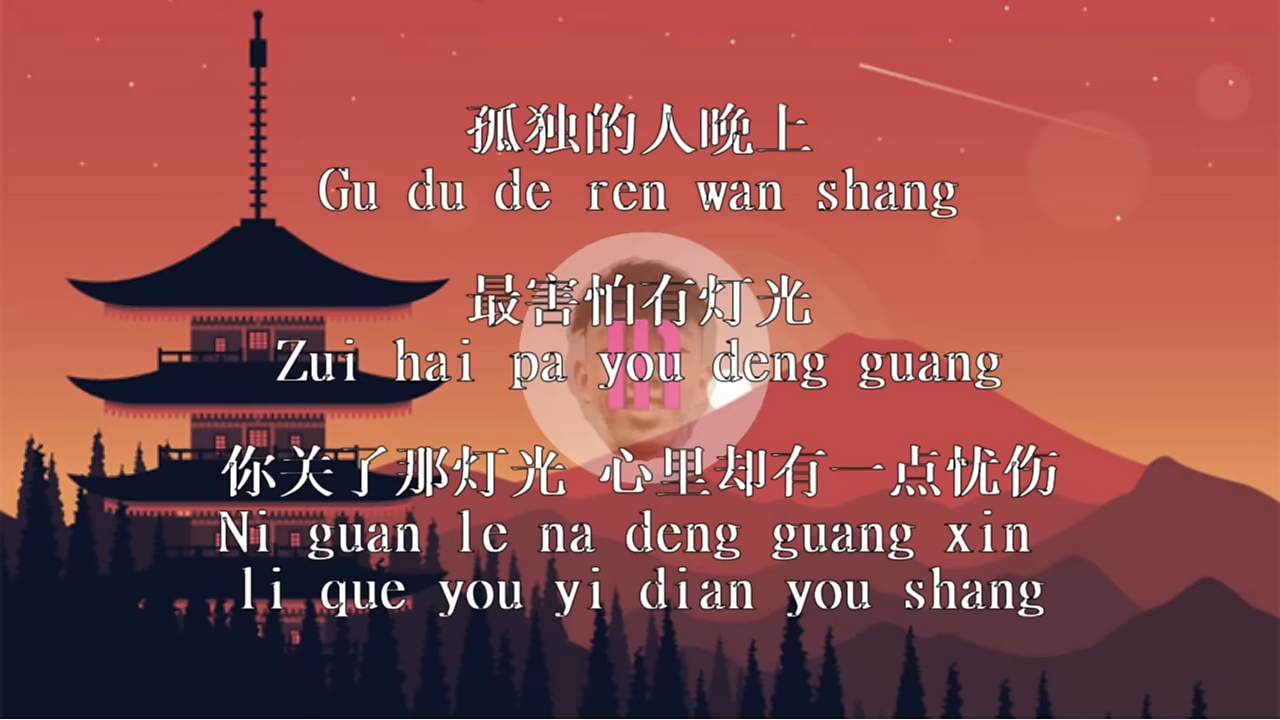 孤独的人晚上
Gu du de ren wan shang
最害怕有灯光
Zui hai pa you deng guang
你关了那灯光 心里却有一点忧伤
Ni guan le na deng guang xin
li que you yi dian you shang